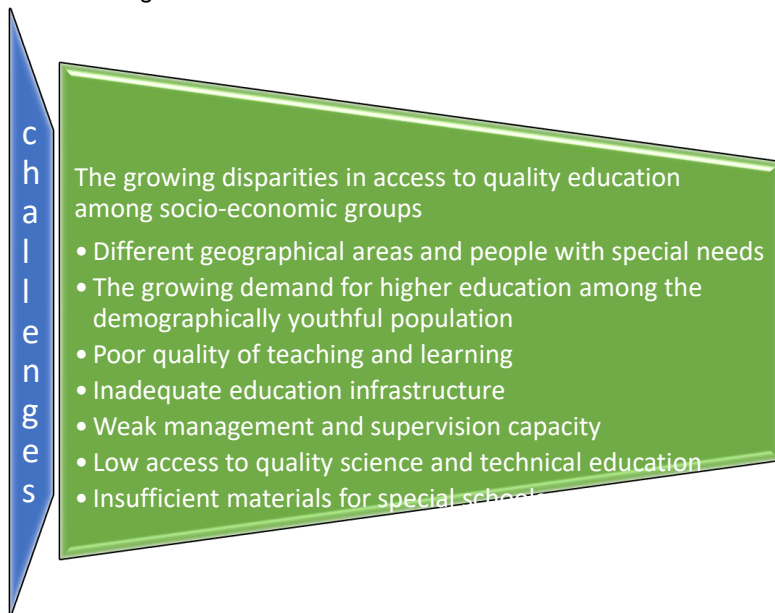 challenges
The growing disparities in access to quality education
among socio-economic groups
• Different geographical areas and people with special needs
• The growing demand for higher education among the
demographically youthful population
• Poor quality of teaching and learning
• Inadequate education infrastructure
• Weak management and supervision capacity
• Low access to quality science and technical education
• Insufficient materials for special schools